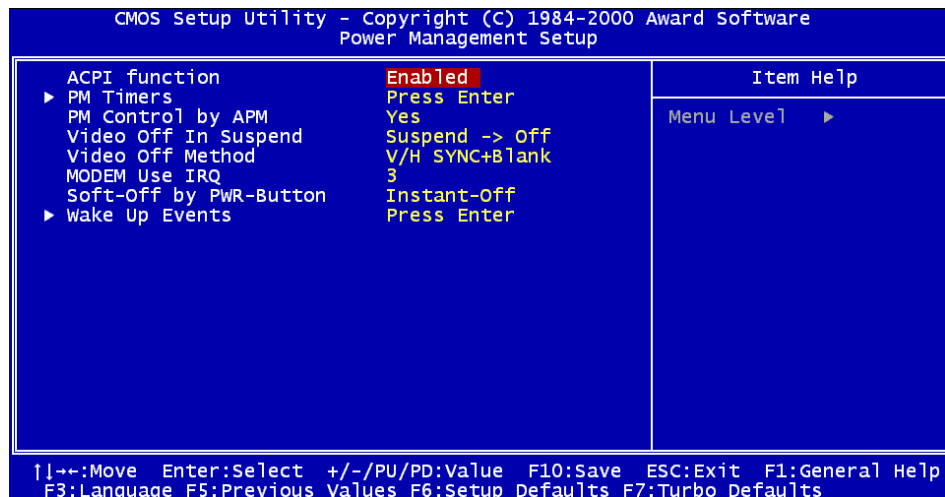 CMOS Setup Utility – Copyright (C) 1984-2000 Award Software
Power Management Setup
ACPI function Enabled
▶ PM Timers Press Enter
PM Control by APM Yes
Video Off In Suspend Suspend -> Off
Video Off Method V/H SYNC+Blank
MODEM Use IRQ 3
Soft-Off by PWR-Button Instant-Off
▶ Wake Up Events Press Enter
Item Help
Menu Level ▶
↑↓→←:Move Enter:Select +/-/PU/PD:Value F10:Save ESC:Exit F1:General Help
F3:Language F5:Previous Values F6:Setup Defaults F7:Turbo Defaults